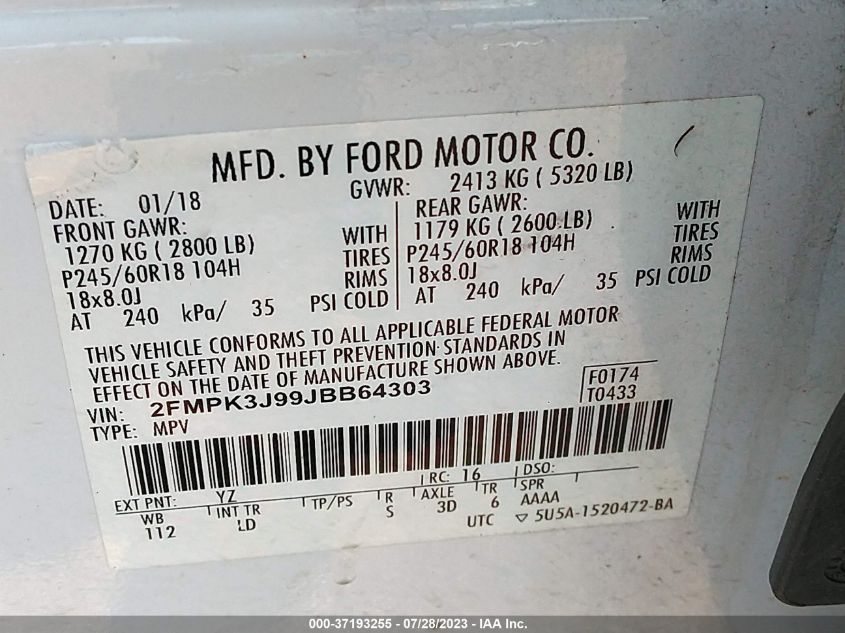 MFD. BY FORD MOTOR CO.
DATE: 01/18 GVWR: 2413 KG ( 5320 LB)
FRONT GAWR: REAR GAWR:
1270 KG ( 2800 LB) WITH 1179 KG ( 2600 LB) WITH
P245/60R18 104H TIRES P245/60R18 104H TIRES
18x8.0J RIMS 18x8.0J RIMS
AT 240 kPa/ 35 PSI COLD AT 240 kPa/ 35 PSI COLD
THIS VEHICLE CONFORMS TO ALL APPLICABLE FEDERAL MOTOR
VEHICLE SAFETY AND THEFT PREVENTION STANDARDS IN
EFFECT ON THE DATE OF MANUFACTURE SHOWN ABOVE.
VIN: 2FMPK3J99JBB64303 F0174
TYPE: MPV T0433
EXT PNT: YZ RC: 16 DSO:
WB INT TR TP/PS R AXLE TR SPR
112 LD S 3D 6 AAAA
UTC ▽ 5U5A-1520472-BA
000-37193255 - 07/28/2023 - IAA Inc.